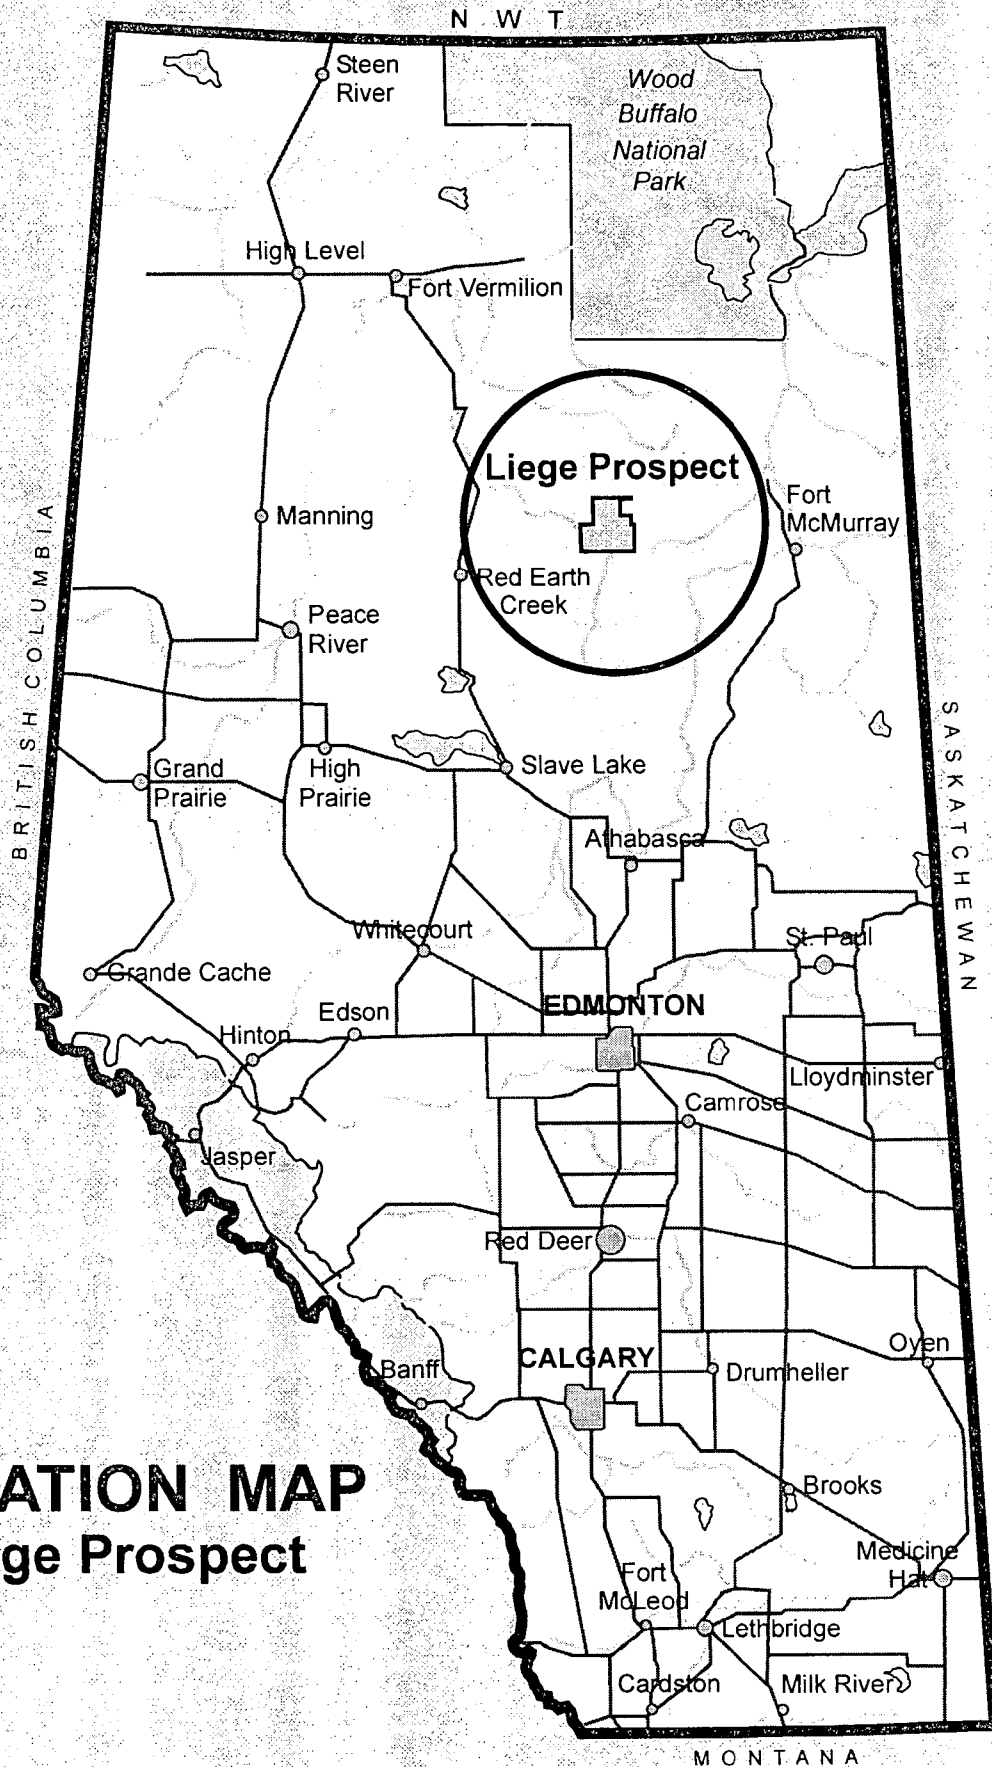 N W T
Steen
River
Wood
Buffalo
National
Park
High Level
Fort Vermilion
Liege Prospect
Fort
McMurray
Manning
BRITISH COLUMBIA
Red Earth
Creek
Peace
River
SASKATCHEWAN
Grand
Prairie
High
Prairie
Slave Lake
Athabasca
Whitecourt
St. Paul
Grande Cache
EDMONTON
Edson
Hinton
Lloydminster
Camrose
Jasper
Red Deer
Oyen
CALGARY
Banff
Drumheller
ATION MAP
ge Prospect
Brooks
Medicine
Hat
Fort
McLeod
Lethbridge
Cardston
Milk River
MONTANA